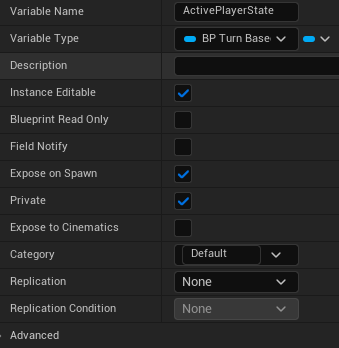 Variable Name ActivePlayerState
Variable Type BP Turn Base
Description
Instance Editable
Blueprint Read Only
Field Notify
Expose on Spawn
Private
Expose to Cinematics
Category Default
Replication None
Replication Condition None
Advanced